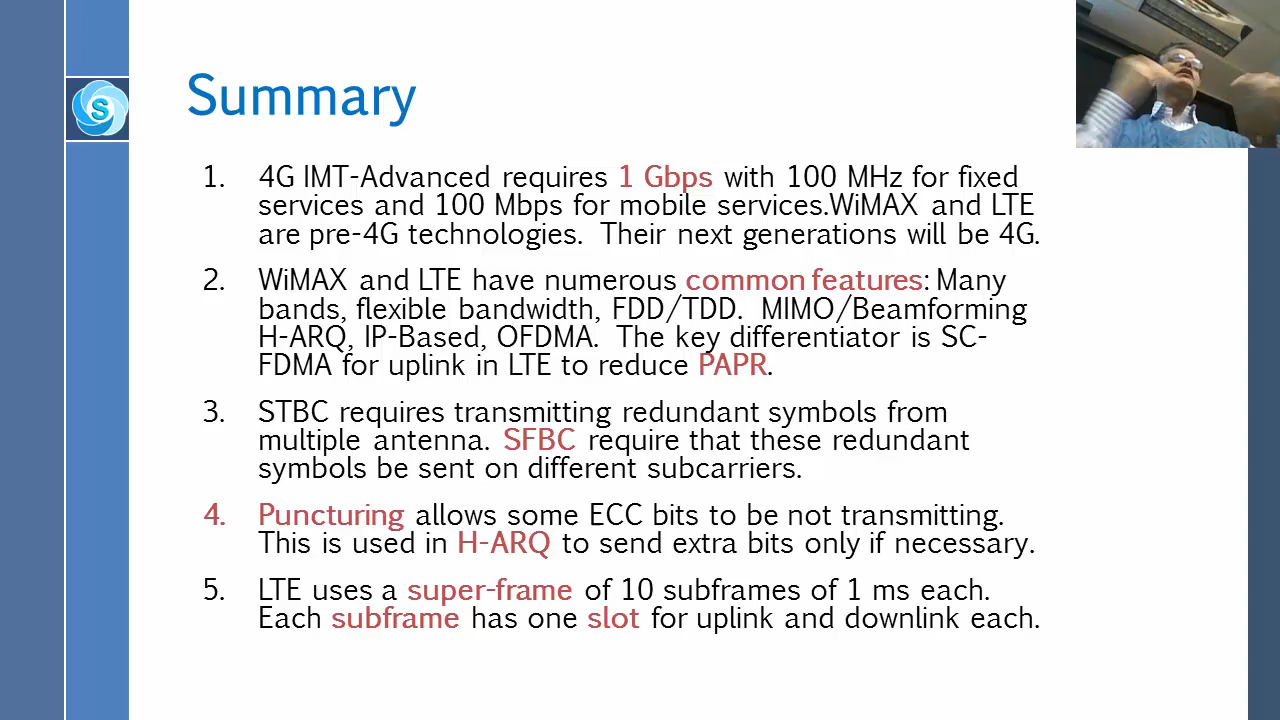 S
Summary
1. 4G IMT-Advanced requires 1 Gbps with 100 MHz for fixed
services and 100 Mbps for mobile services.WiMAX and LTE
are pre-4G technologies. Their next generations will be 4G.
2. WiMAX and LTE have numerous common features: Many
bands, flexible bandwidth, FDD/TDD. MIMO/Beamforming
H-ARQ, IP-Based, OFDMA. The key differentiator is SC-
FDMA for uplink in LTE to reduce PAPR.
3. STBC requires transmitting redundant symbols from
multiple antenna. SFBC require that these redundant
symbols be sent on different subcarriers.
4. Puncturing allows some ECC bits to be not transmitting.
This is used in H-ARQ to send extra bits only if necessary.
5. LTE uses a super-frame of 10 subframes of 1 ms each.
Each subframe has one slot for uplink and downlink each.